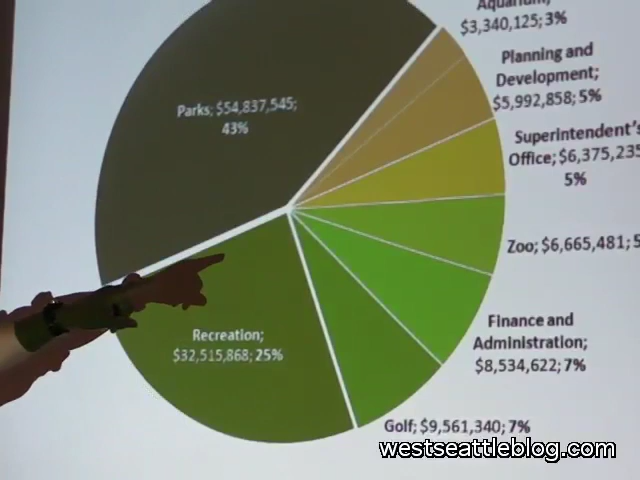 Aquarium;
$3,340,125; 3%
Planning and
Development;
$5,992,858; 5%
Superintendent's
Office; $6,375,235
5%
Parks; $54,837,545;
43%
Zoo; $6,665,481; 5
Finance and
Administration;
$8,534,622; 7%
Recreation;
$32,515,868; 25%
Golf; $9,561,340; 7%
westseattleblog.com